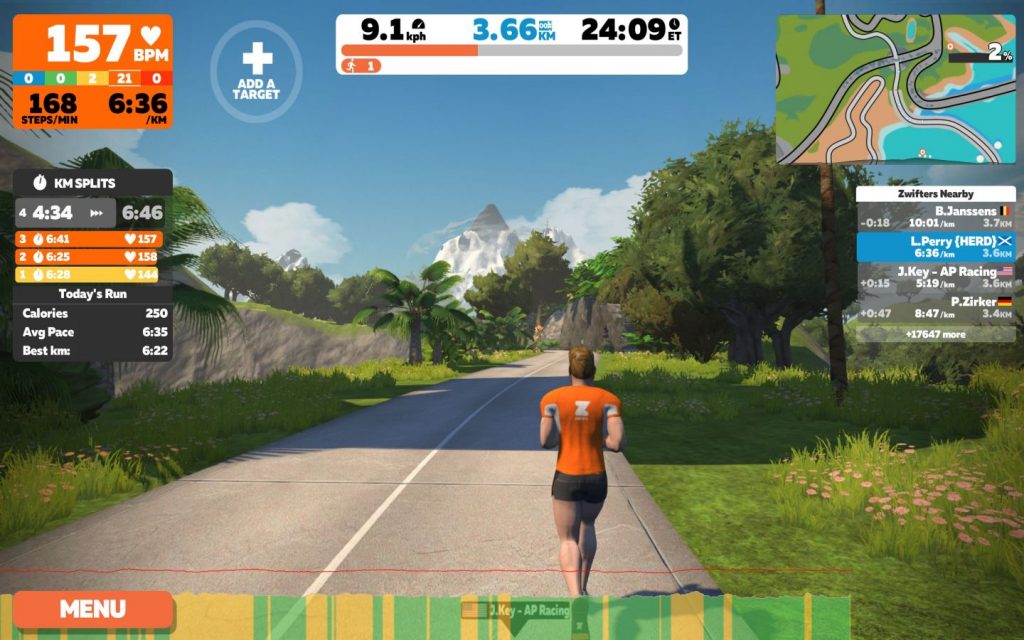 157 BPM
0 0 2 21 0
168 STEPS/MIN 6:36 /KM
ADD A
TARGET
9.1 kph 3.66 KM 24:09 ET
1
2%
KM SPLITS
4 4:34 6:46
3 6:41 157
2 6:25 158
1 6:28 144
Today's Run
Calories 250
Avg Pace 6:35
Best km: 6:22
Zwifters Nearby
B.Janssens
-0:18 10:01/km 3.7KM
L.Perry (HERD)
6:36/km 3.6KM
J.Key - AP Racing
+0:15 5:19/km 3.6KM
P.Zirker
+0:47 8:47/km 3.4KM
+17647 more
Z
MENU
J.Key - AP Racing